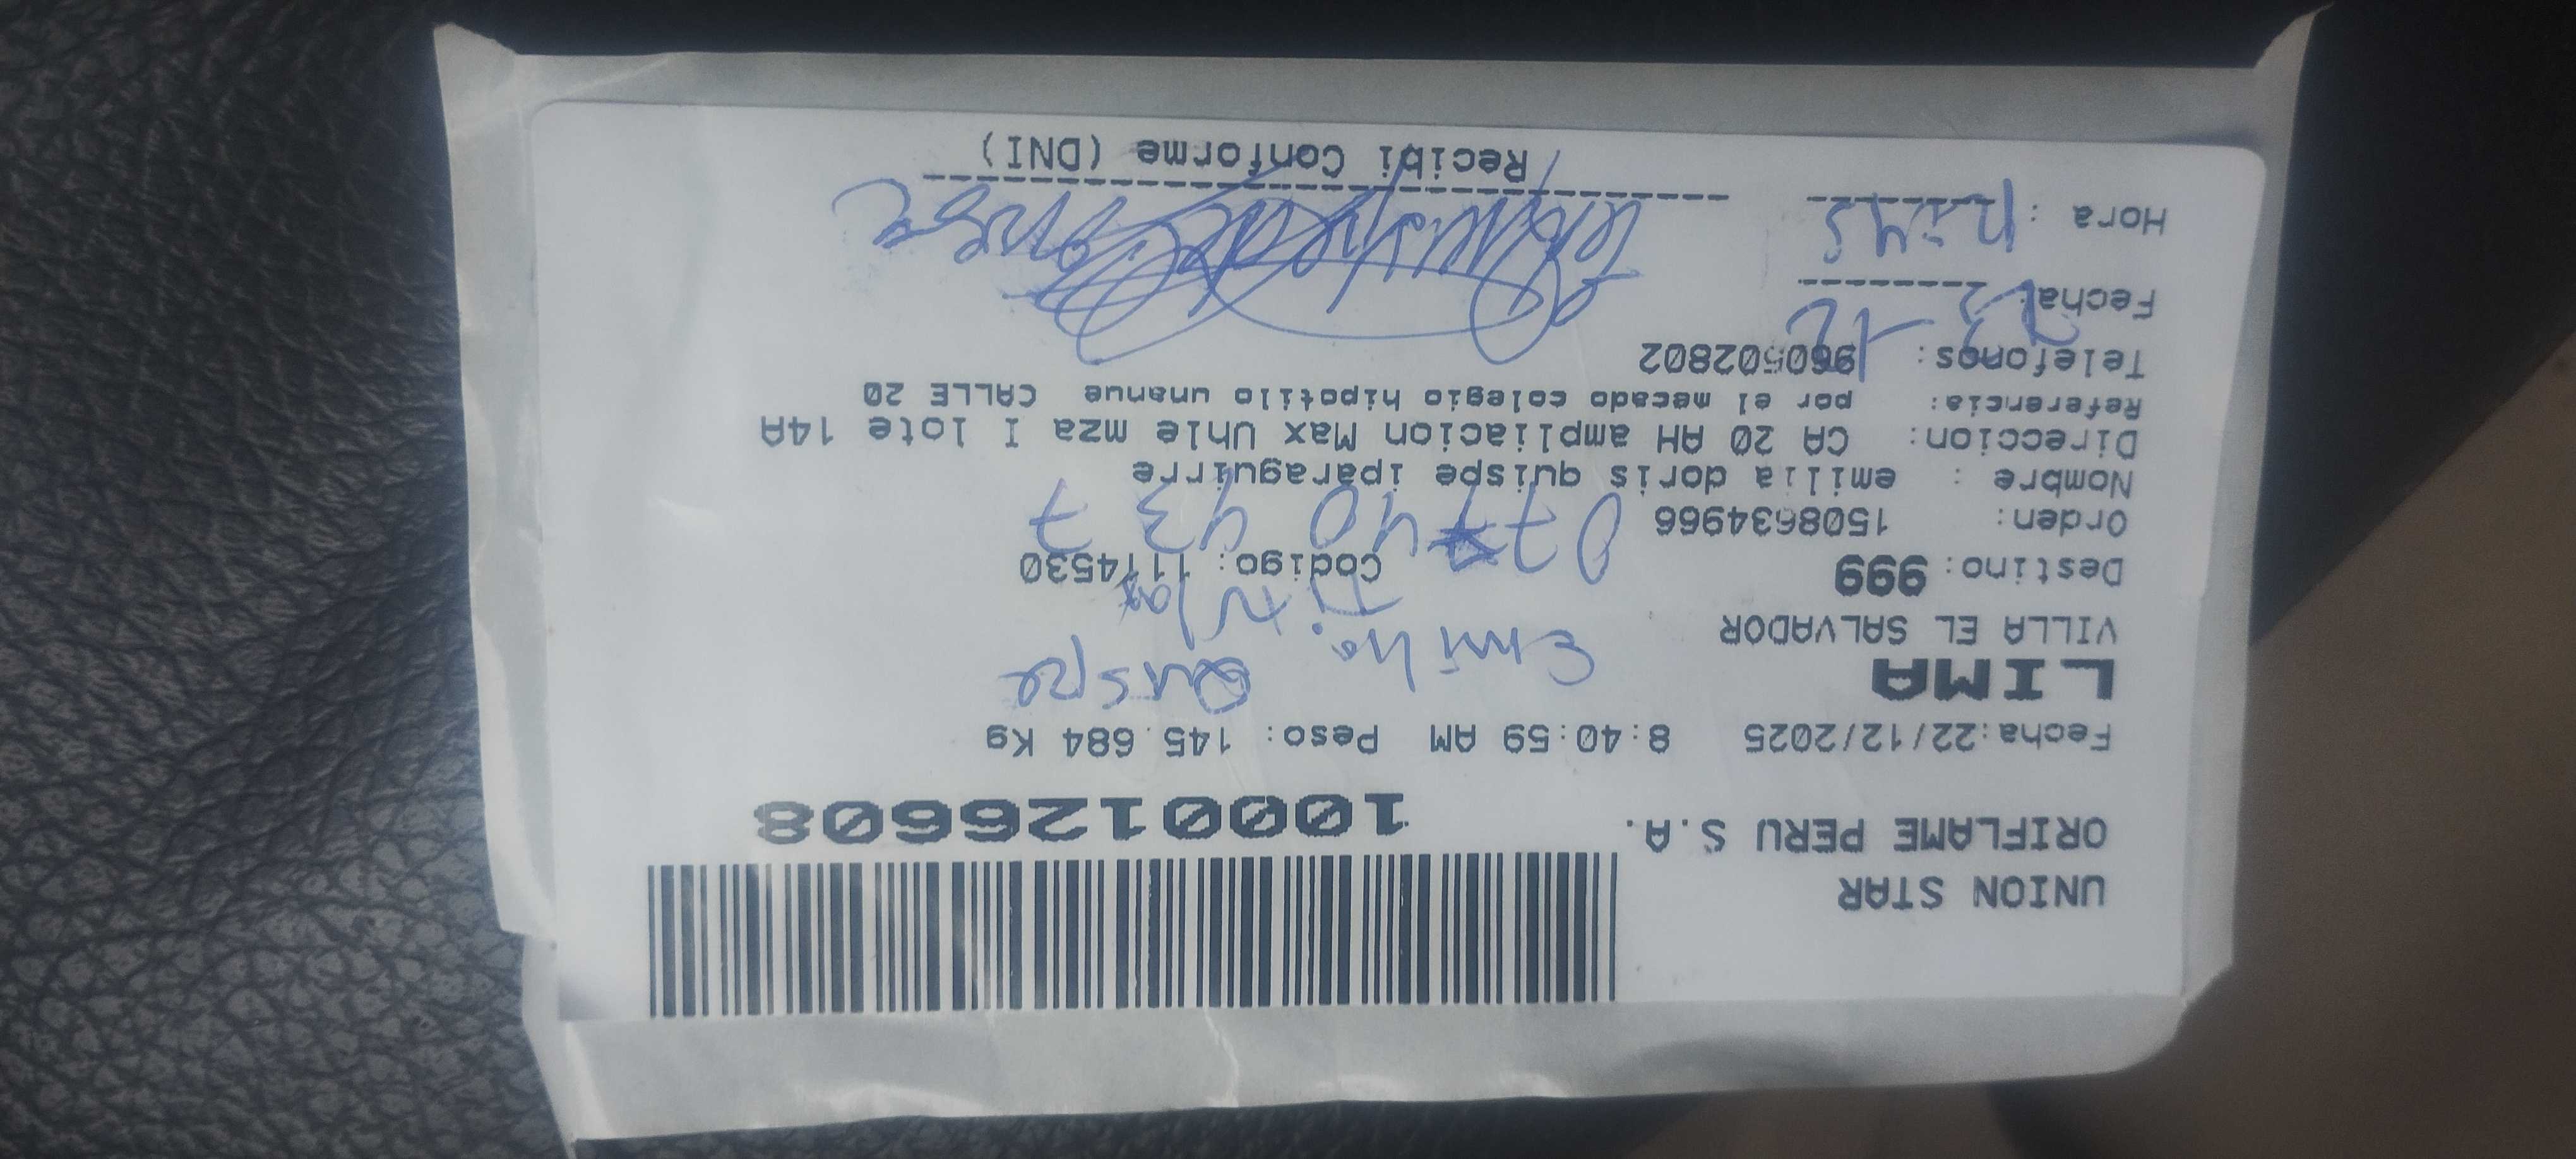 UNION STAR
ORIFLAME PERU S.A.
1000126608
Fecha:22/12/2025 8:40:59 AM Peso: 145.684 Kg
LIMA
Emilia Quispe
VILLA EL SALVADOR
Titular
Destino: 999 Codigo: 1114530
Orden: 1508634966
Nombre : emilia doris quispe iparaguirre
Direccion: CA 20 AH ampliacion Max Unle mza I lote 14A
Referencia: por el mecado colegio hipotilo unanue CALLE 20
Telefonos: 960502802
Fecha:
Hora :
Recibi Conforme (DNI)